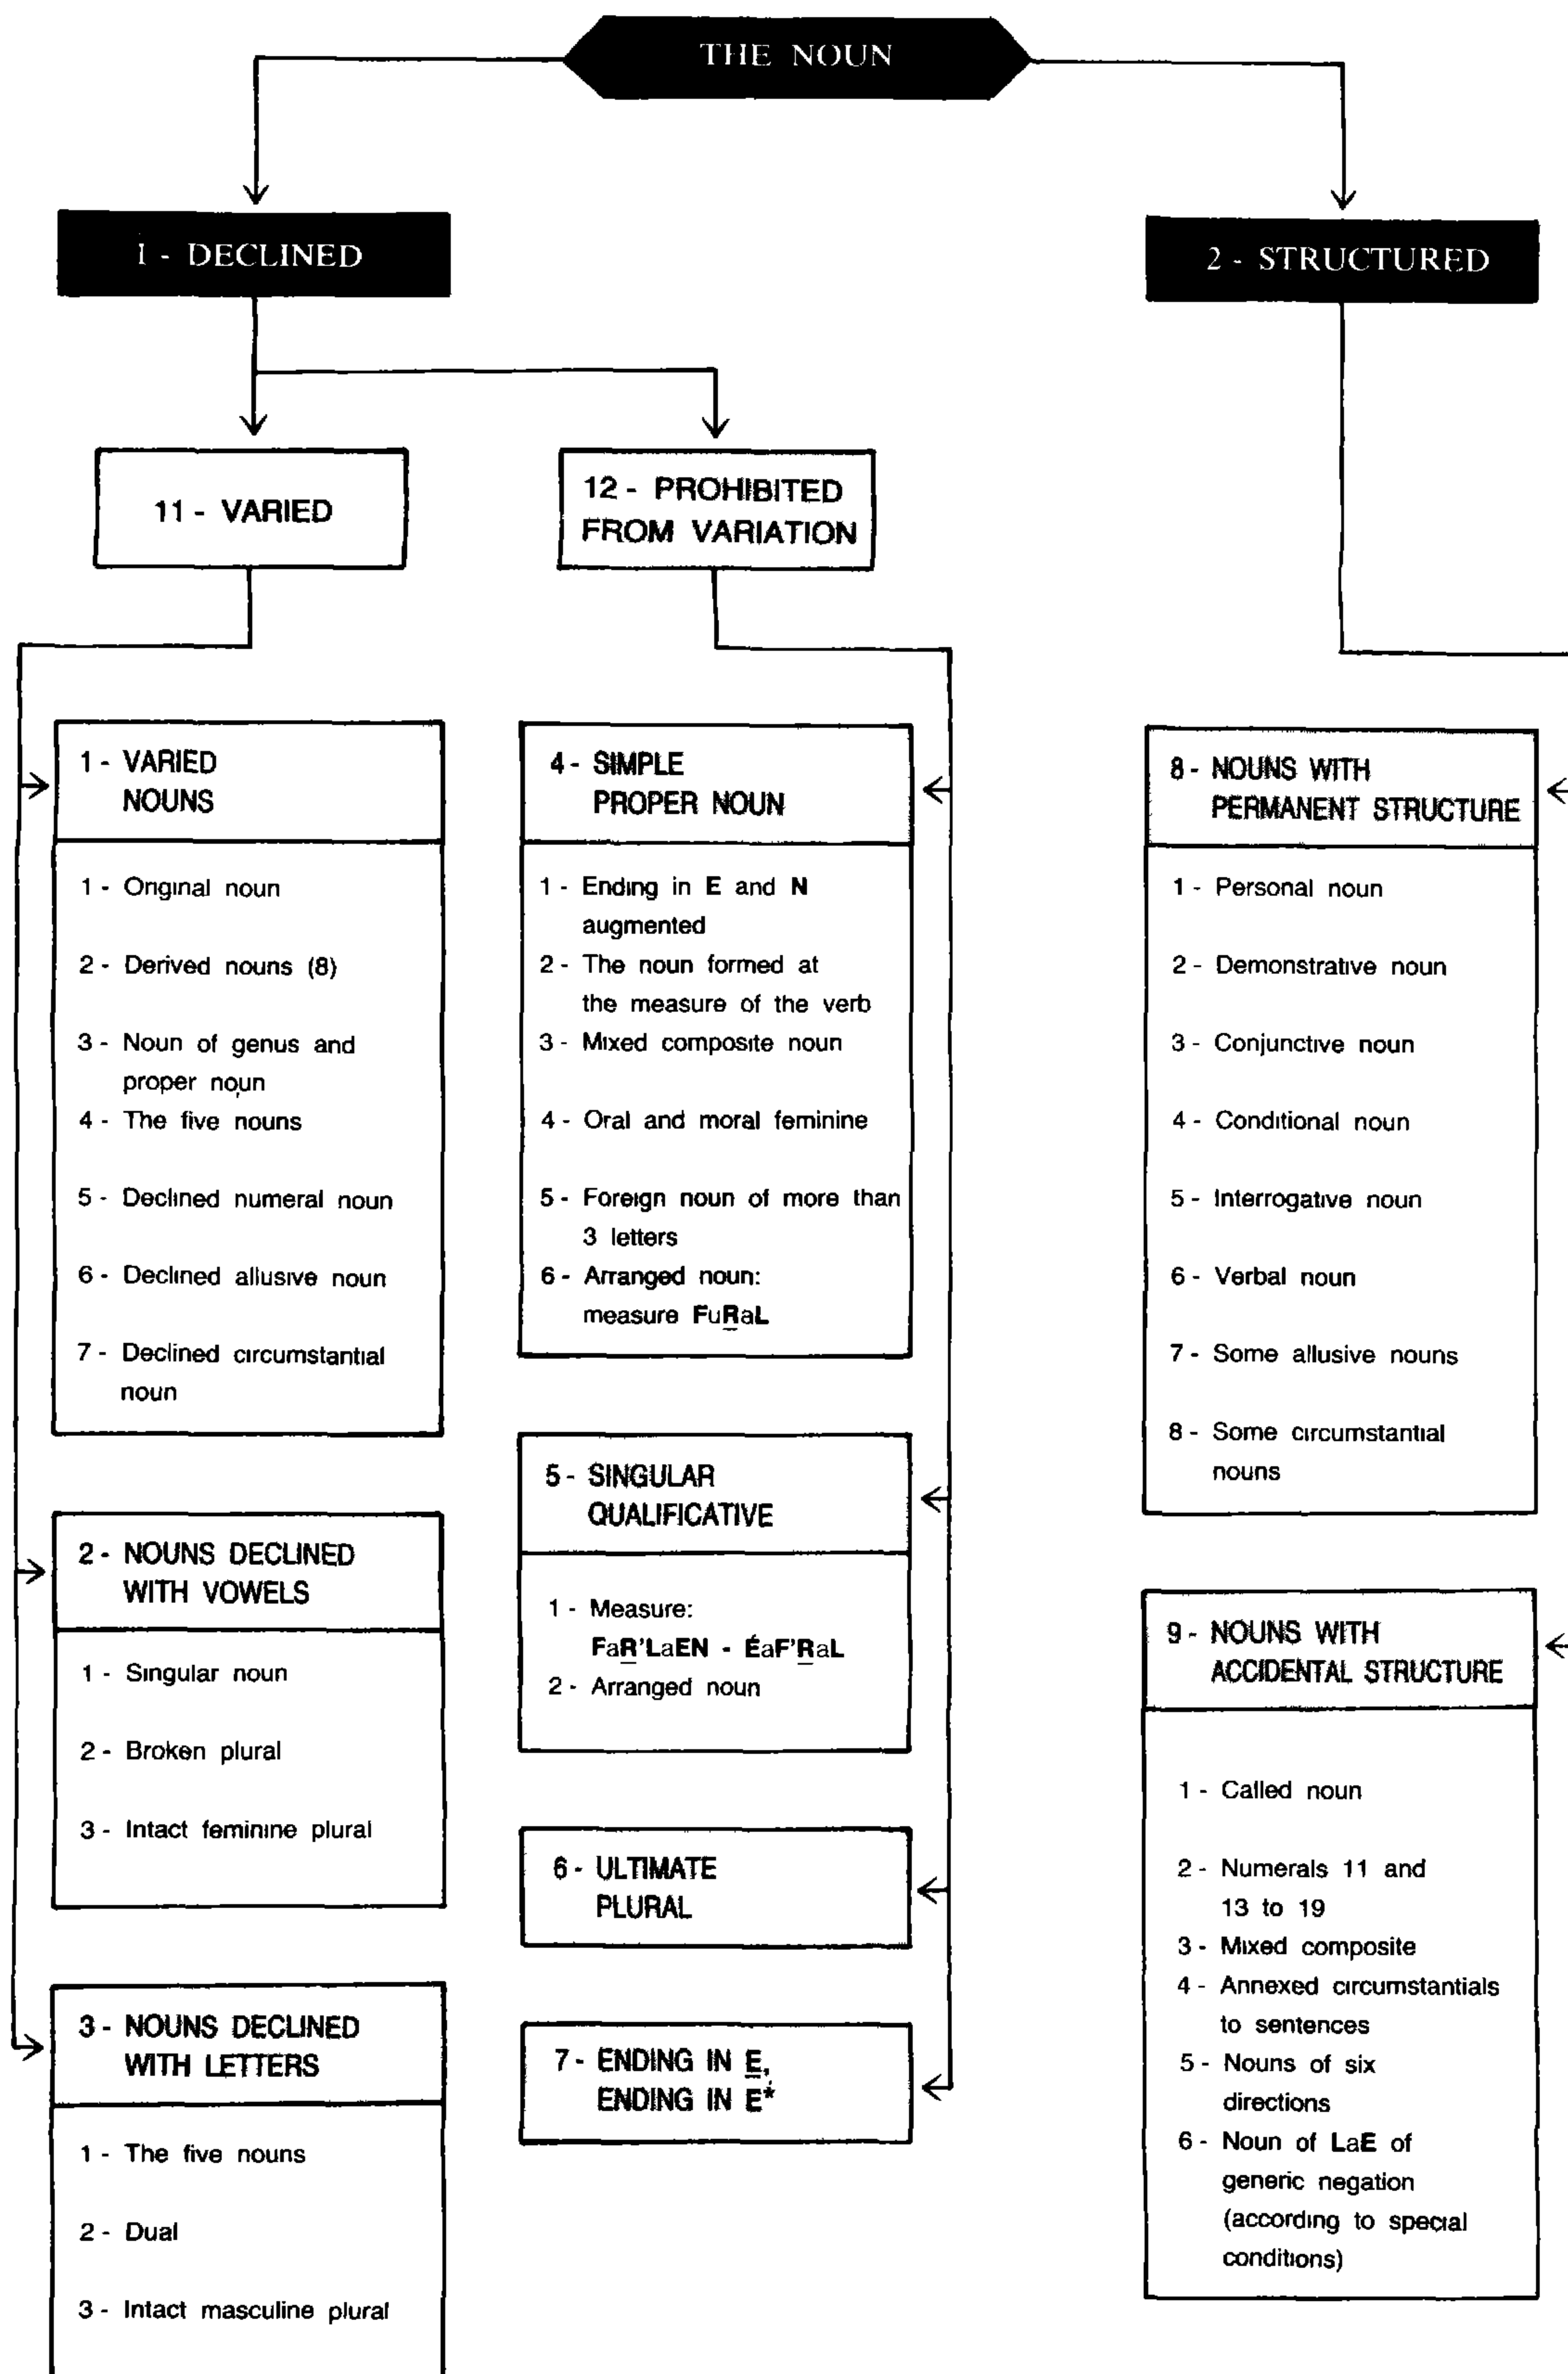 THE NOUN
1 - DECLINED
2 - STRUCTURED
11 - VARIED
12 - PROHIBITED
FROM VARIATION
1 - VARIED
NOUNS
1 - Original noun
2 - Derived nouns (8)
3 - Noun of genus and
proper noun
4 - The five nouns
5 - Declined numeral noun
6 - Declined allusive noun
7 - Declined circumstantial
noun
2 - NOUNS DECLINED
WITH VOWELS
1 - Singular noun
2 - Broken plural
3 - Intact feminine plural
3 - NOUNS DECLINED
WITH LETTERS
1 - The five nouns
2 - Dual
3 - Intact masculine plural
4 - SIMPLE
PROPER NOUN
1 - Ending in E and N
augmented
2 - The noun formed at
the measure of the verb
3 - Mixed composite noun
4 - Oral and moral feminine
5 - Foreign noun of more than
3 letters
6 - Arranged noun:
measure FuR̲aL
5 - SINGULAR
QUALIFICATIVE
1 - Measure:
FaR̲'LaEN - ÉaF'R̲aL
2 - Arranged noun
6 - ULTIMATE
PLURAL
7 - ENDING IN E̲,
ENDING IN E*
8 - NOUNS WITH
PERMANENT STRUCTURE
1 - Personal noun
2 - Demonstrative noun
3 - Conjunctive noun
4 - Conditional noun
5 - Interrogative noun
6 - Verbal noun
7 - Some allusive nouns
8 - Some circumstantial
nouns
9 - NOUNS WITH
ACCIDENTAL STRUCTURE
1 - Called noun
2 - Numerals 11 and
13 to 19
3 - Mixed composite
4 - Annexed circumstantials
to sentences
5 - Nouns of six
directions
6 - Noun of LaE of
generic negation
(according to special
conditions)